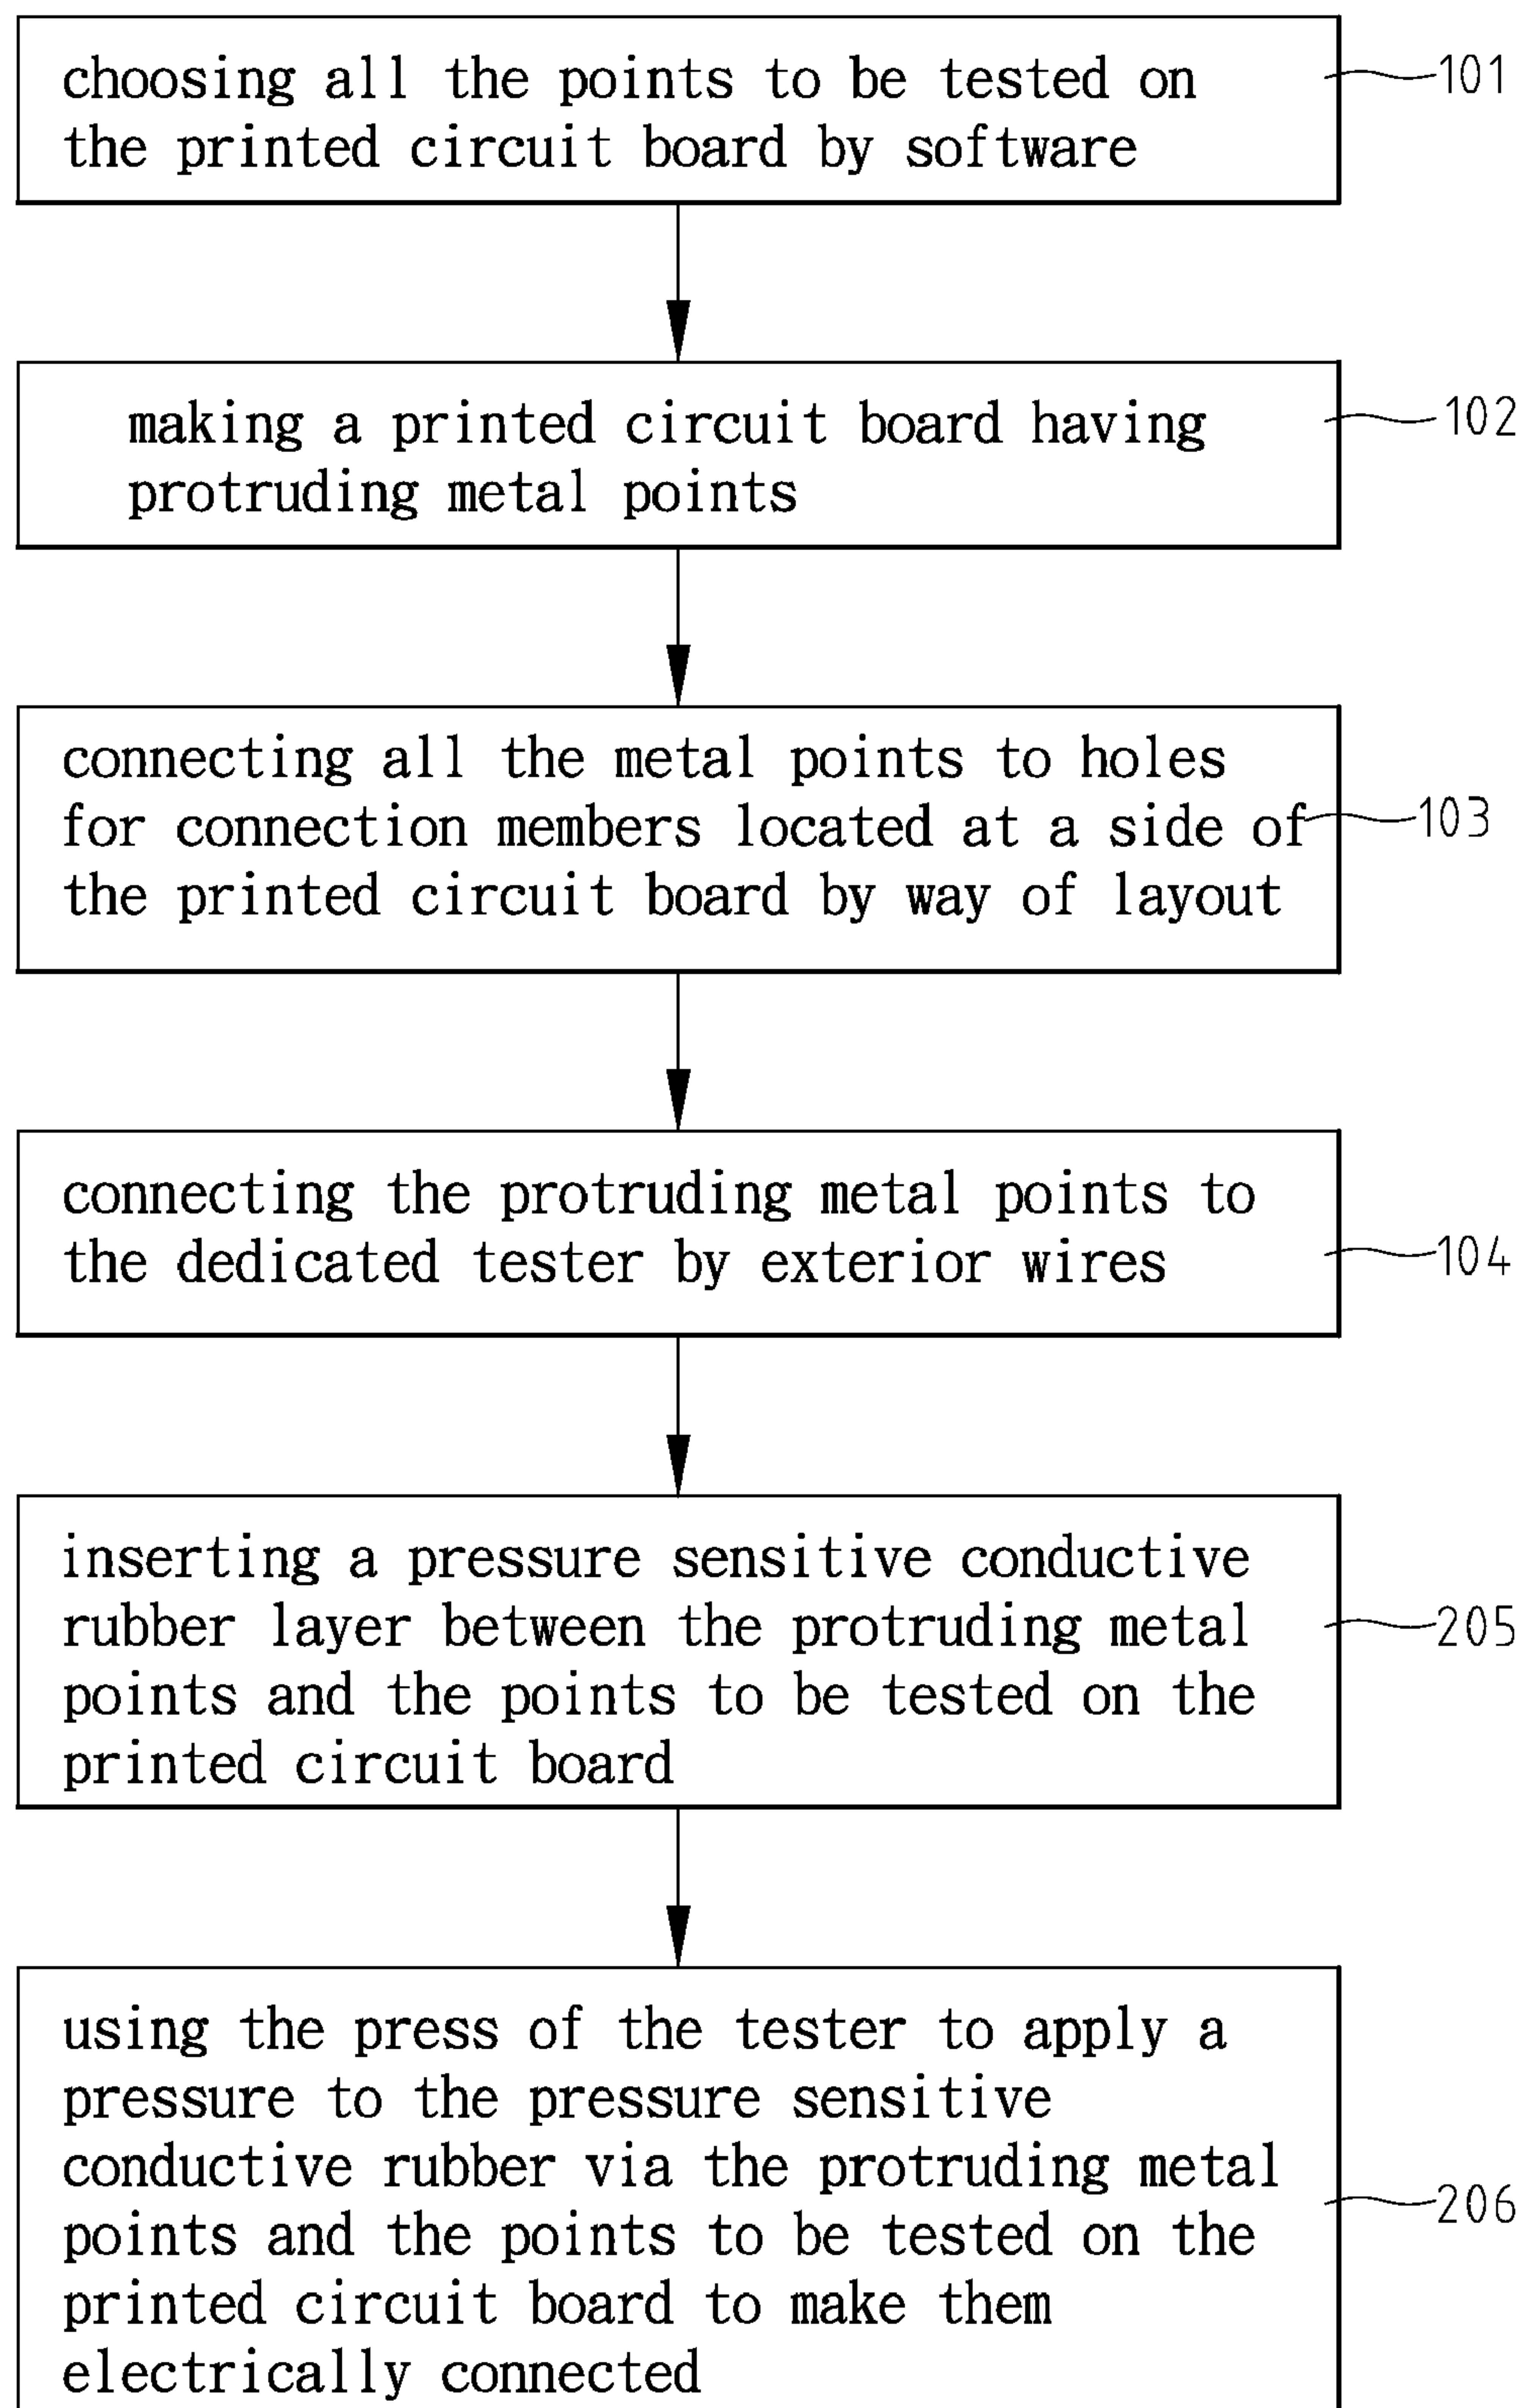 choosing all the points to be tested on
the printed circuit board by software
101
making a printed circuit board having
protruding metal points
102
connecting all the metal points to holes
for connection members located at a side of
the printed circuit board by way of layout
103
connecting the protruding metal points to
the dedicated tester by exterior wires
104
inserting a pressure sensitive conductive
rubber layer between the protruding metal
points and the points to be tested on the
printed circuit board
205
using the press of the tester to apply a
pressure to the pressure sensitive
conductive rubber via the protruding metal
points and the points to be tested on the
printed circuit board to make them
electrically connected
206